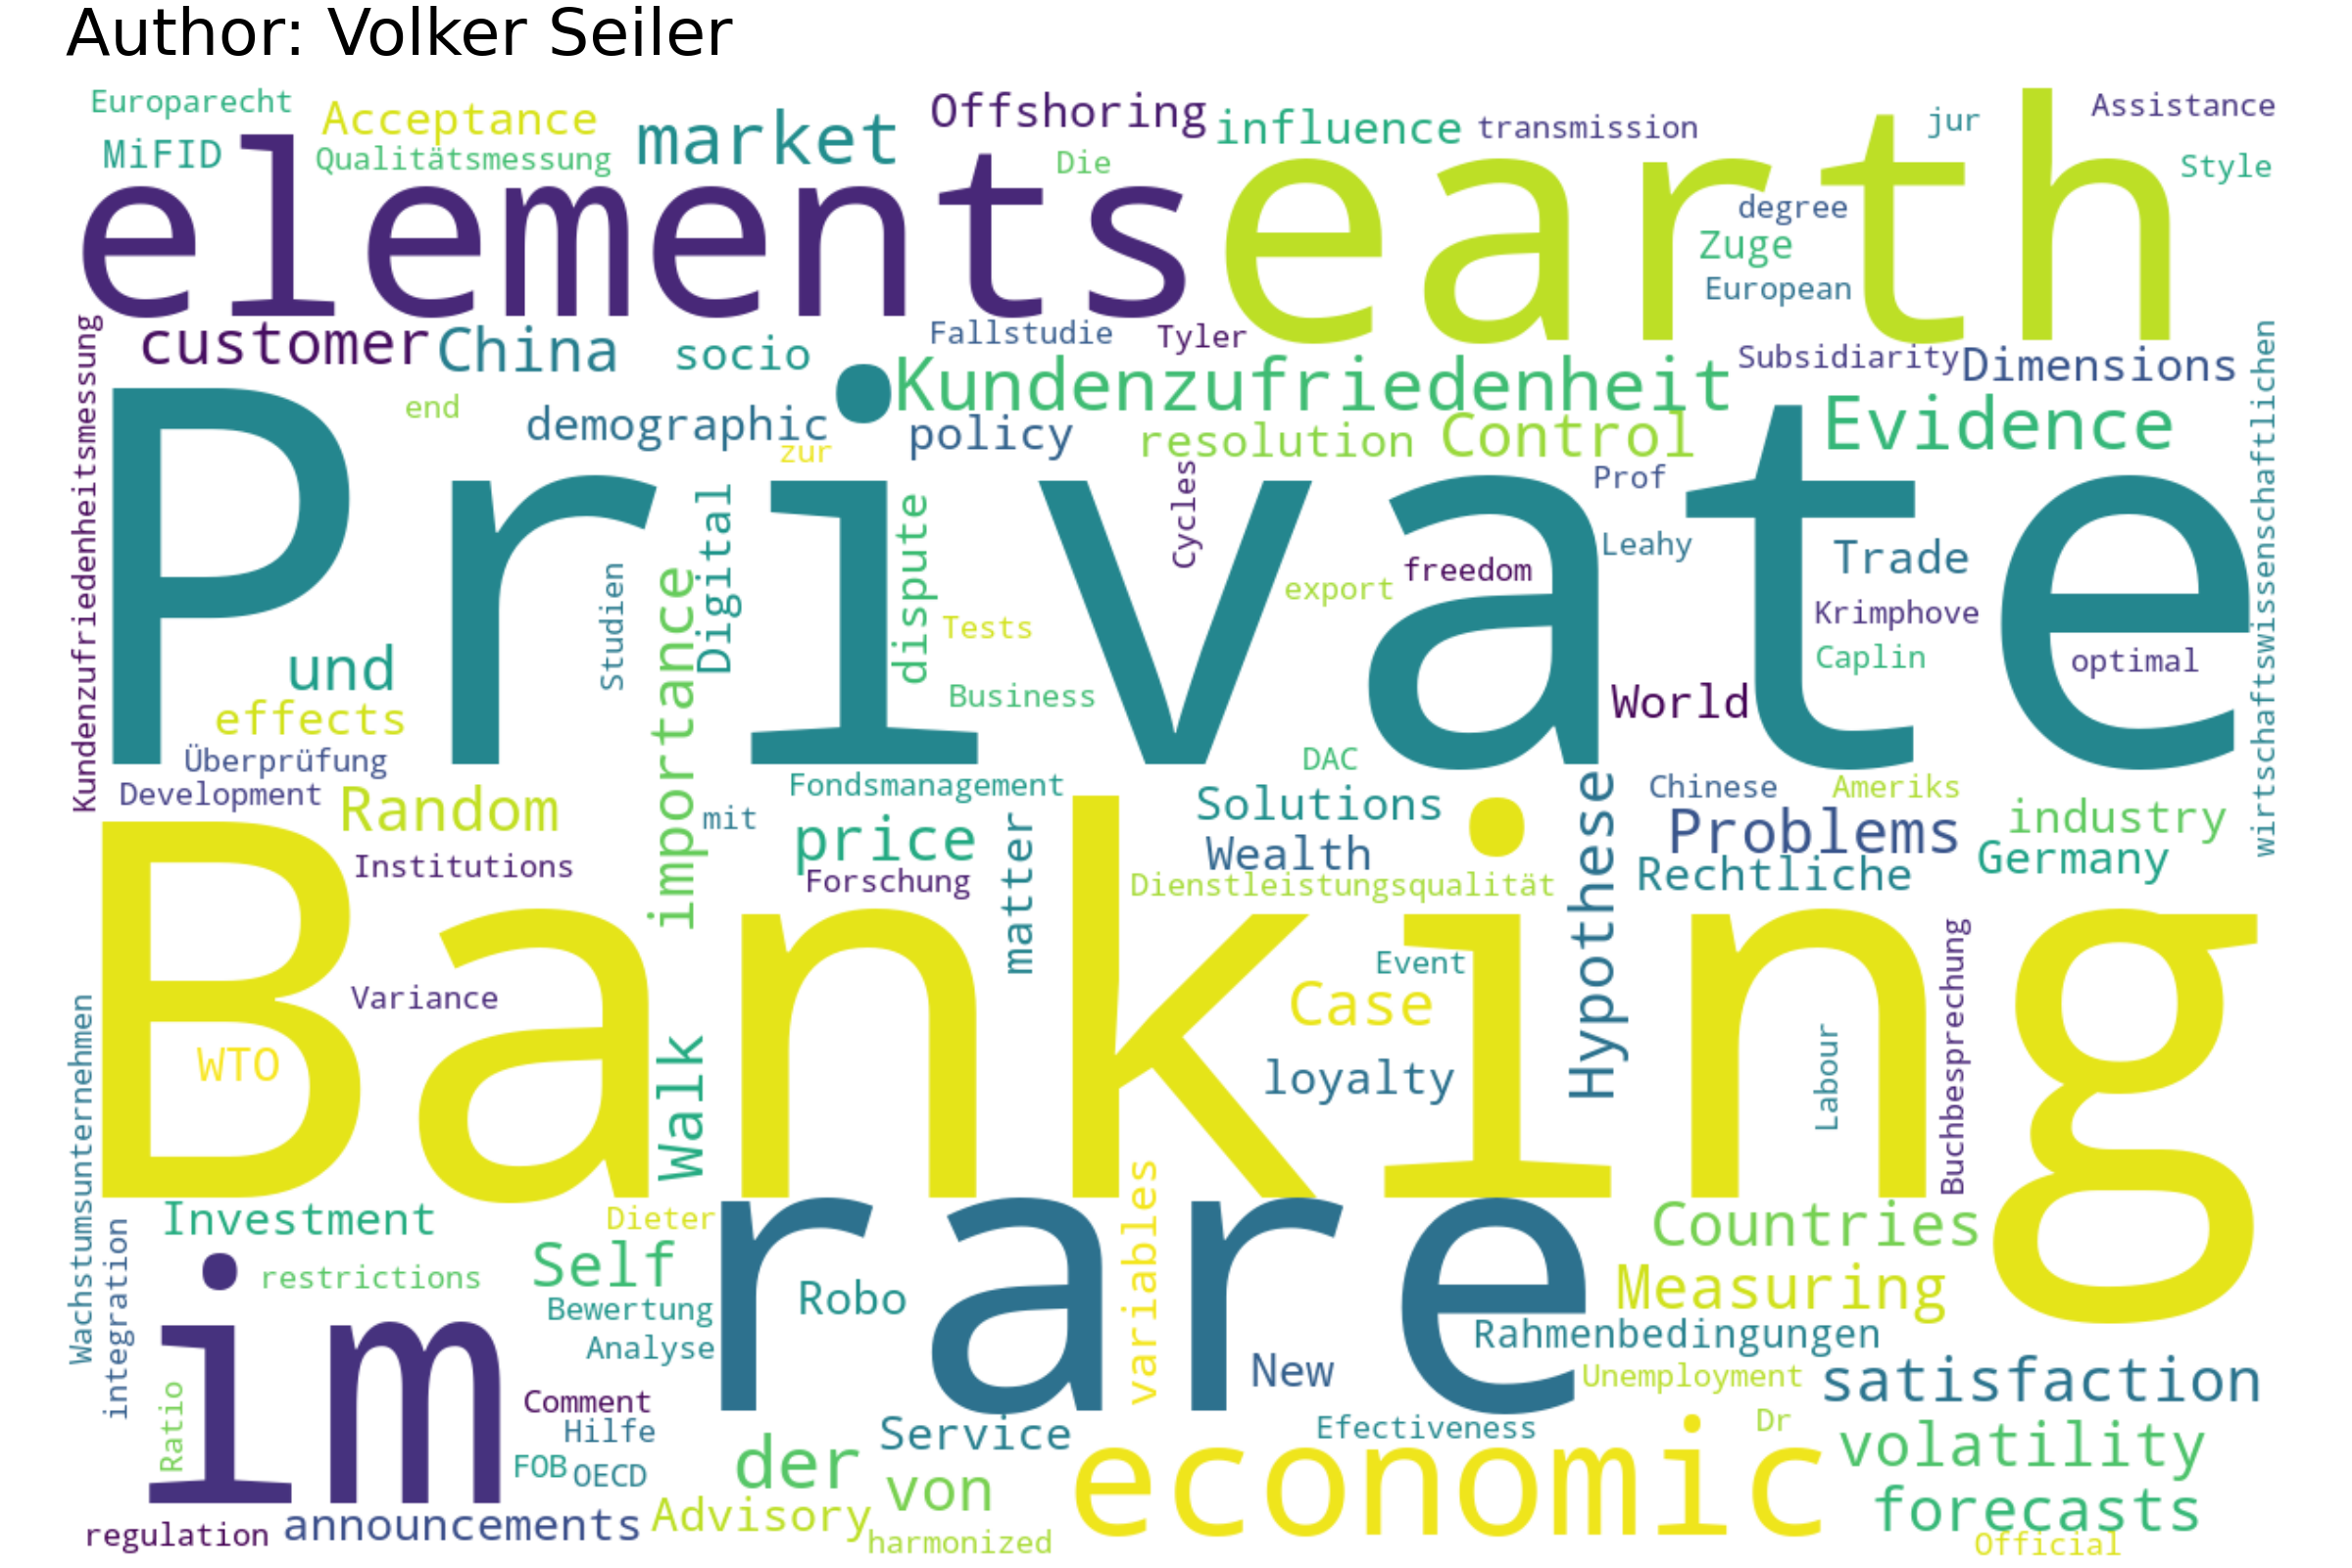 Author: Volker Seiler
Europarecht
Acceptance
market
Offshoring
influence
transmission
jur
Assistance
MiFID
Qualitätsmessung
Die
Style
elements
earth
degree
Zuge
European
customer
China
socio
Fallstudie
Tyler
Kundenzufriedenheit
Subsidiarity
Dimensions
Kundenzufriedenheitsmessung
wirtschaftswissenschaftlichen
end
demographic
zur
policy
resolution
Control
Evidence
Private
Prof
Cycles
Digital
dispute
Studien
importance
Leahy
Trade
freedom
export
Tests
Krimphove
Caplin
optimal
und
effects
Business
World
Überprüfung
Development
DAC
Fondsmanagement
Chinese
Ameriks
Random
mit
price
Solutions
Hypothese
Problems
industry
Institutions
Forschung
matter
Wealth
Dienstleistungsqualität
Rechtliche
Germany
Banking
Variance
Event
Case
Buchbesprechung
WTO
Walk
loyalty
Labour
Wachstumsunternehmen
integration
Investment
Dieter
variables
Countries
restrictions
Self
rare
Robo
Measuring
Bewertung
Analyse
Rahmenbedingungen
im
New
Unemployment
satisfaction
Ratio
Comment
Hilfe
Service
Efectiveness
Dr
volatility
FOB
OECD
der
von
economic
forecasts
regulation
announcements
Advisory
harmonized
Official